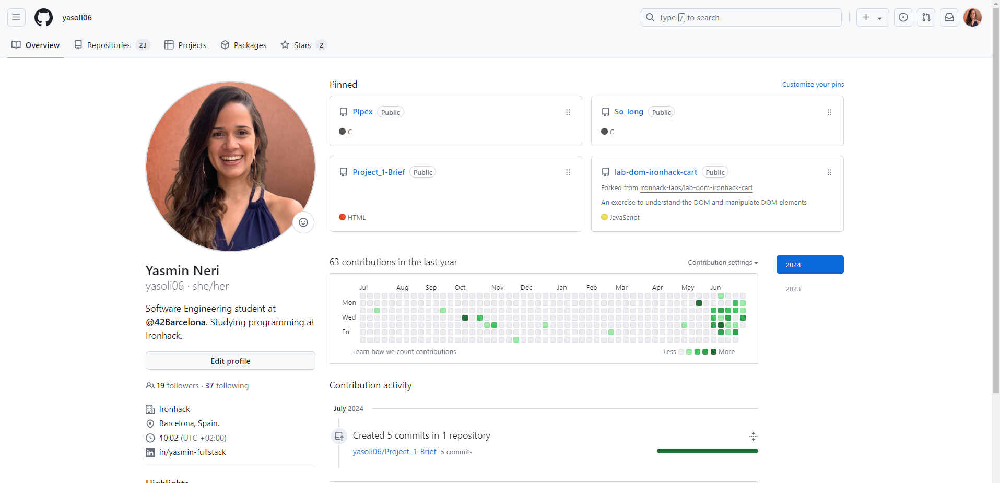 yasoli06
Type / to search
Overview
Repositories 23
Projects
Packages
Stars 2
Yasmin Neri
yasoli06 · she/her
Software Engineering student at
@42Barcelona. Studying programming at
Ironhack.
Edit profile
19 followers · 37 following
Ironhack
Barcelona, Spain.
10:02 (UTC +02:00)
in/yasmin-fullstack
Highlights
Pinned
Customize your pins
Pipex Public
C
So_long Public
C
Project_1-Brief Public
HTML
lab-dom-ironhack-cart Public
Forked from ironhack-labs/lab-dom-ironhack-cart
An exercise to understand the DOM and manipulate DOM elements
JavaScript
63 contributions in the last year
Contribution settings
2024
2023
Jul Aug Sep Oct Nov Dec Jan Feb Mar Apr May Jun
Mon
Wed
Fri
Learn how we count contributions
Less More
Contribution activity
July 2024
Created 5 commits in 1 repository
yasoli06/Project_1-Brief 5 commits